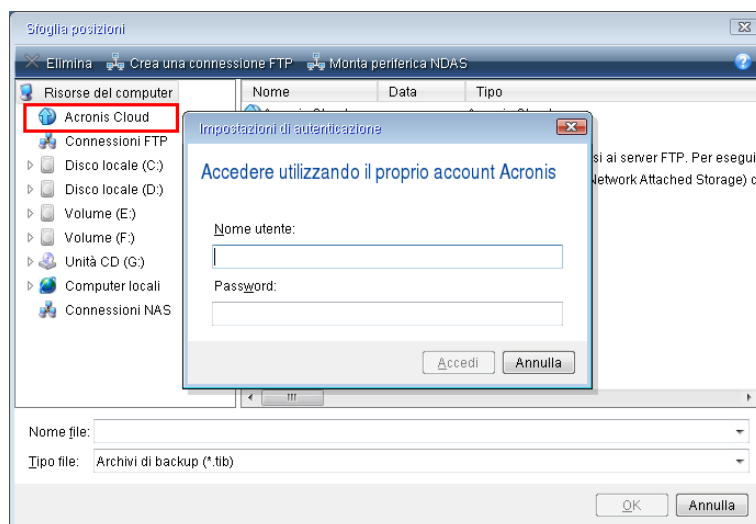 Sfoglia posizioni
Elimina Crea una connessione FTP Monta periferica NDAS
Risorse del computer
Acronis Cloud
Connessioni FTP
Disco locale (C:)
Disco locale (D:)
Volume (E:)
Volume (F:)
Unità CD (G:)
Computer locali
Connessioni NAS
Nome Data Tipo
si ai server FTP. Per esegui
Network Attached Storage) c
Impostazioni di autenticazione
Accedere utilizzando il proprio account Acronis
Nome utente:
Password:
Accedi Annulla
Nome file:
Tipo file: Archivi di backup (*.tib)
OK Annulla